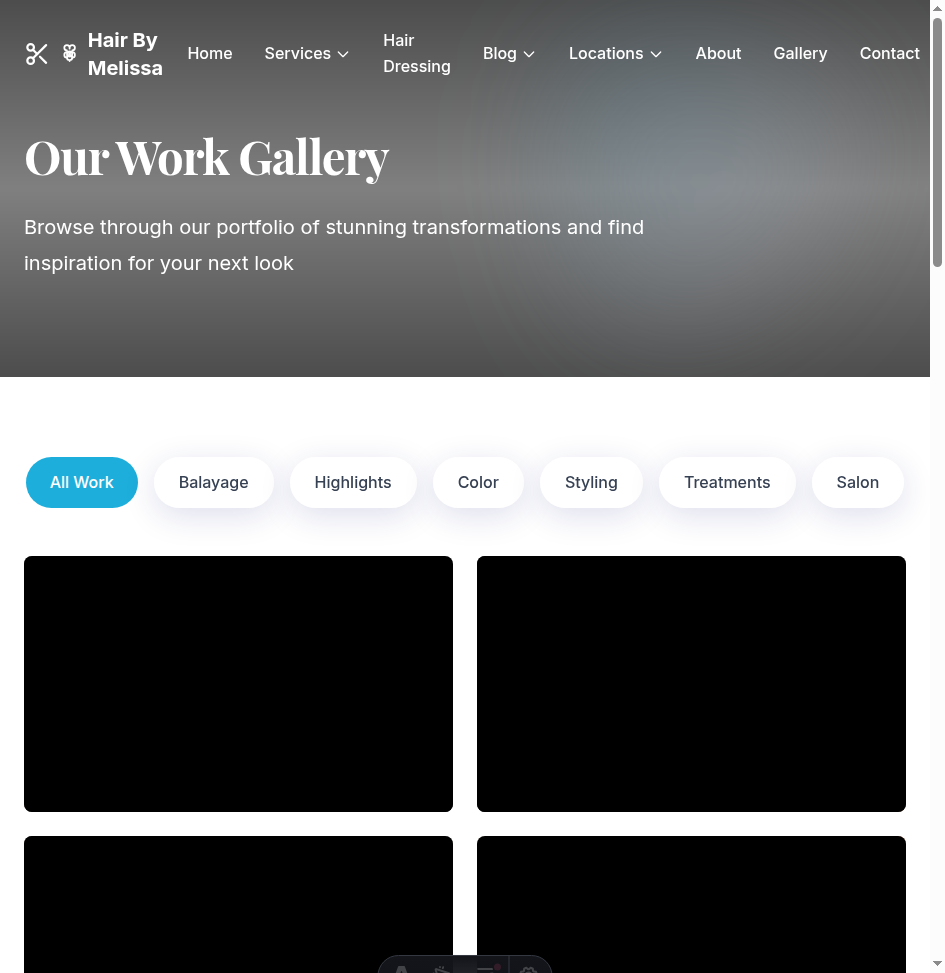 Hair By
Melissa
Home
Services
Hair
Dressing
Blog
Locations
About
Gallery
Contact
Our Work Gallery
Browse through our portfolio of stunning transformations and find
inspiration for your next look
All Work
Balayage
Highlights
Color
Styling
Treatments
Salon